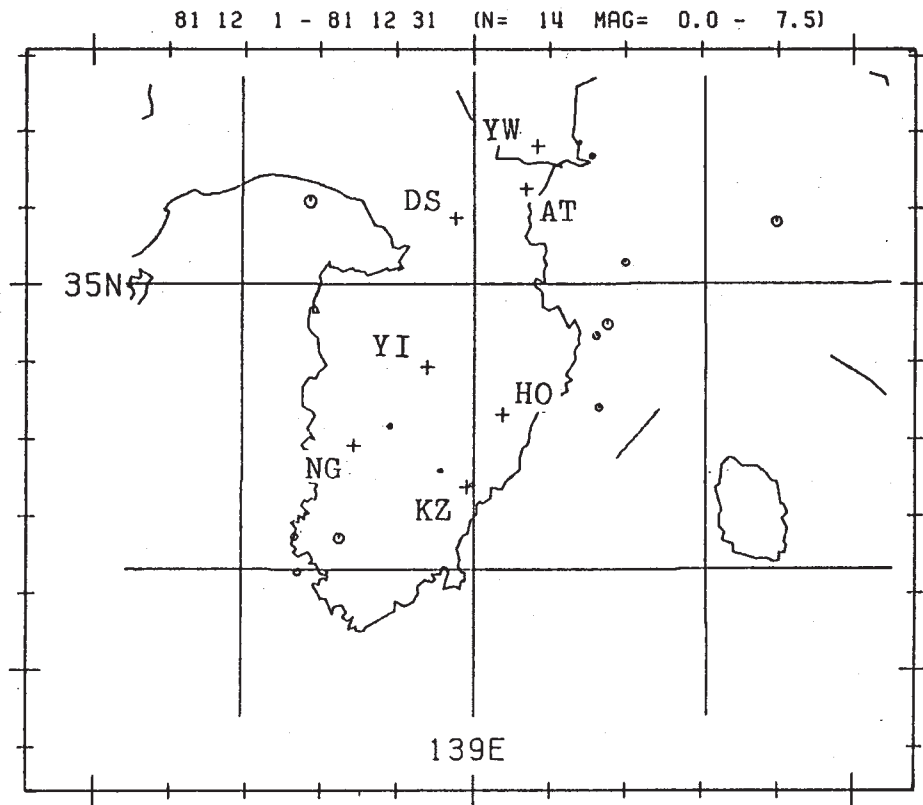 81 12 1 - 81 12 31 (N= 14 MAG= 0.0 - 7.5)
YW
DS
AT
35N
YI
HO
NG
KZ
139E